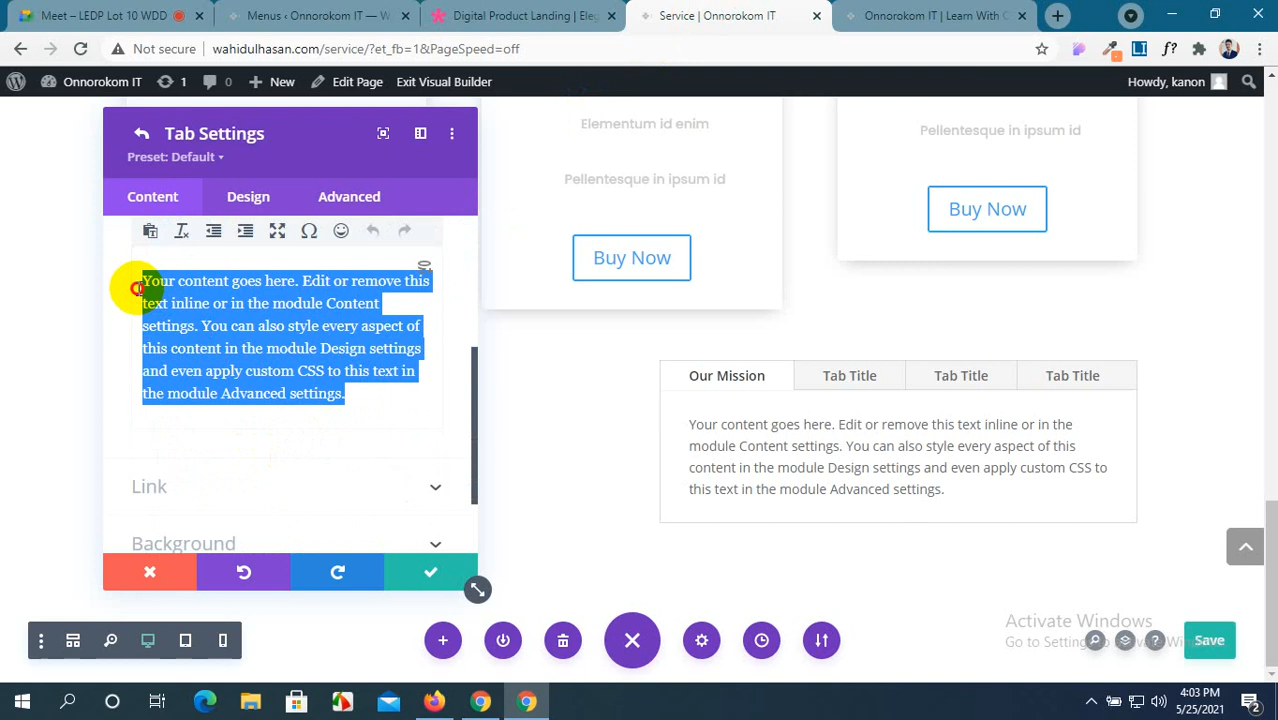 Meet – LEDP Lot 10 WDD
Menus ‹ Onnorokom IT — W
Digital Product Landing | Eleg
Service | Onnorokom IT
Onnorokom IT | Learn With C
Not secure
wahidulhasan.com/service/?et_fb=1&PageSpeed=off
Onnorokom IT
1
0
New
Edit Page
Exit Visual Builder
Howdy, kanon
Tab Settings
Preset: Default
Content
Design
Advanced
Your content goes here. Edit or remove this
text inline or in the module Content
settings. You can also style every aspect of
this content in the module Design settings
and even apply custom CSS to this text in
the module Advanced settings.
Link
Background
Elementum id enim
Pellentesque in ipsum id
Buy Now
Pellentesque in ipsum id
Buy Now
Our Mission
Tab Title
Tab Title
Tab Title
Your content goes here. Edit or remove this text inline or in the
module Content settings. You can also style every aspect of this
content in the module Design settings and even apply custom CSS to
this text in the module Advanced settings.
Activate Windows
Save
4:03 PM
5/25/2021
2